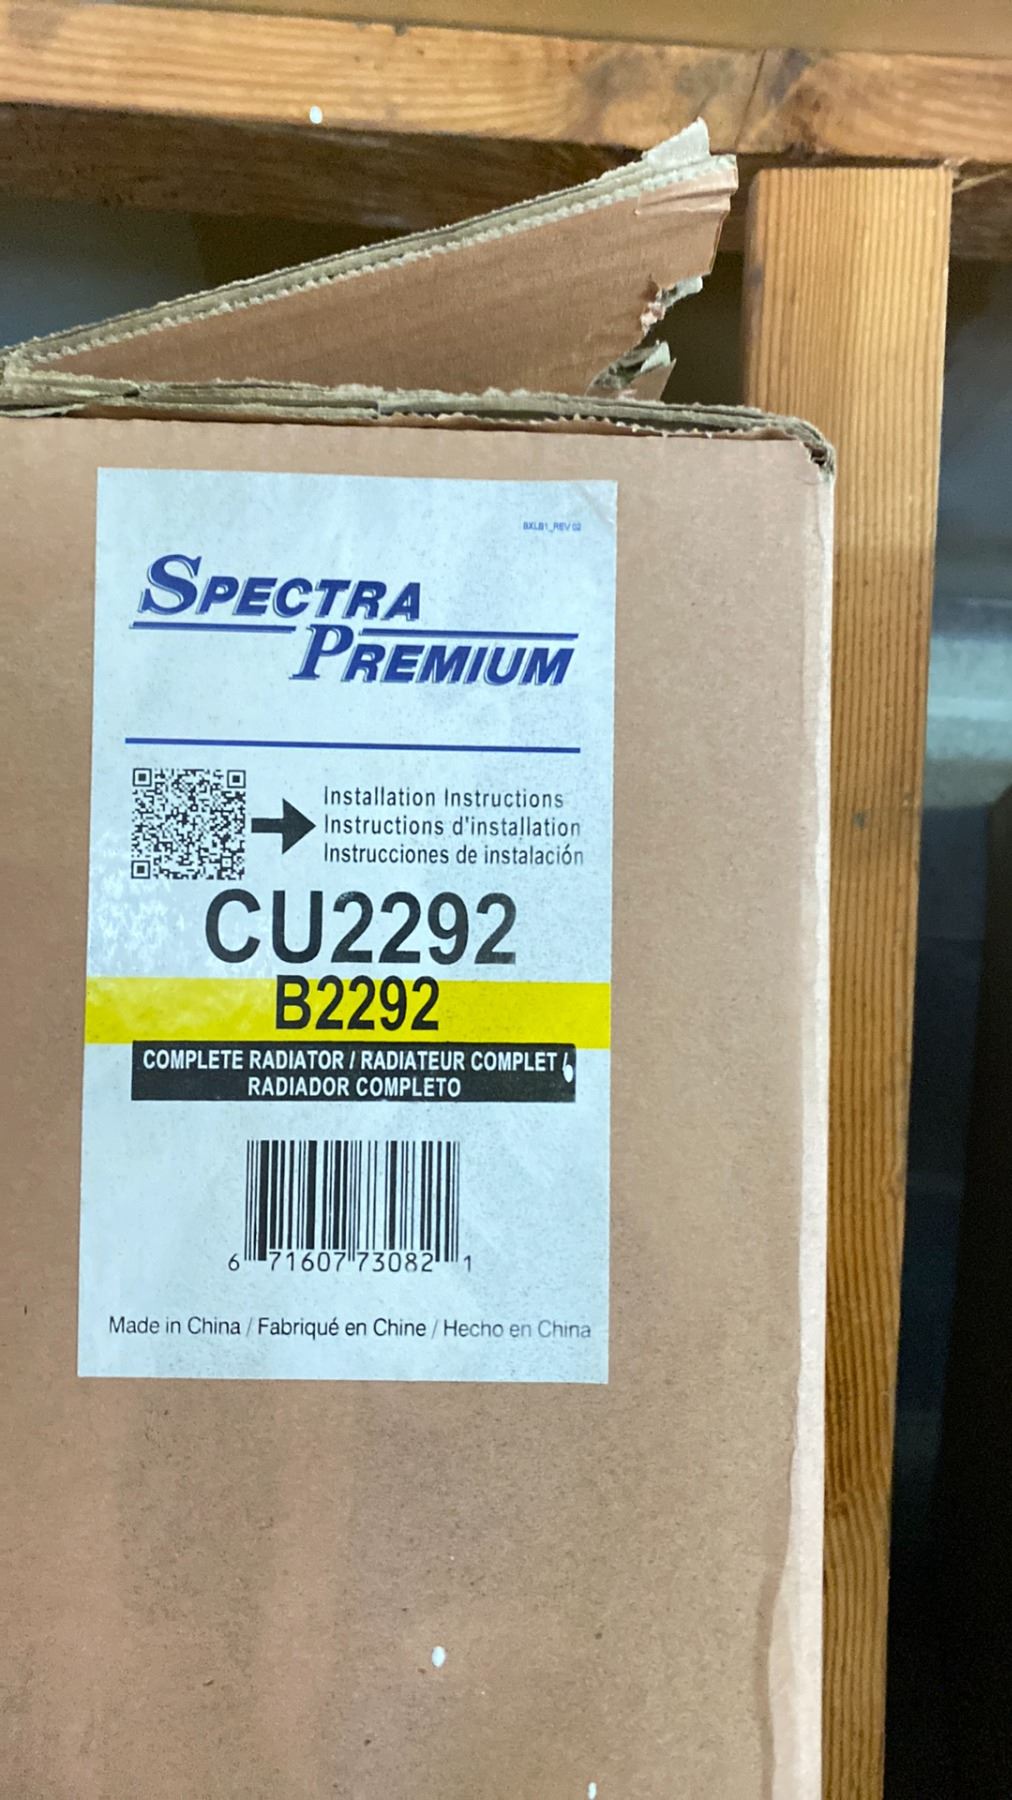 BXLB1_REV 02
SPECTRA
PREMIUM
Installation Instructions
Instructions d'installation
Instrucciones de instalación
CU2292
B2292
COMPLETE RADIATOR / RADIATEUR COMPLET /
RADIADOR COMPLETO
6 71607 73082 1
Made in China / Fabriqué en Chine / Hecho en China